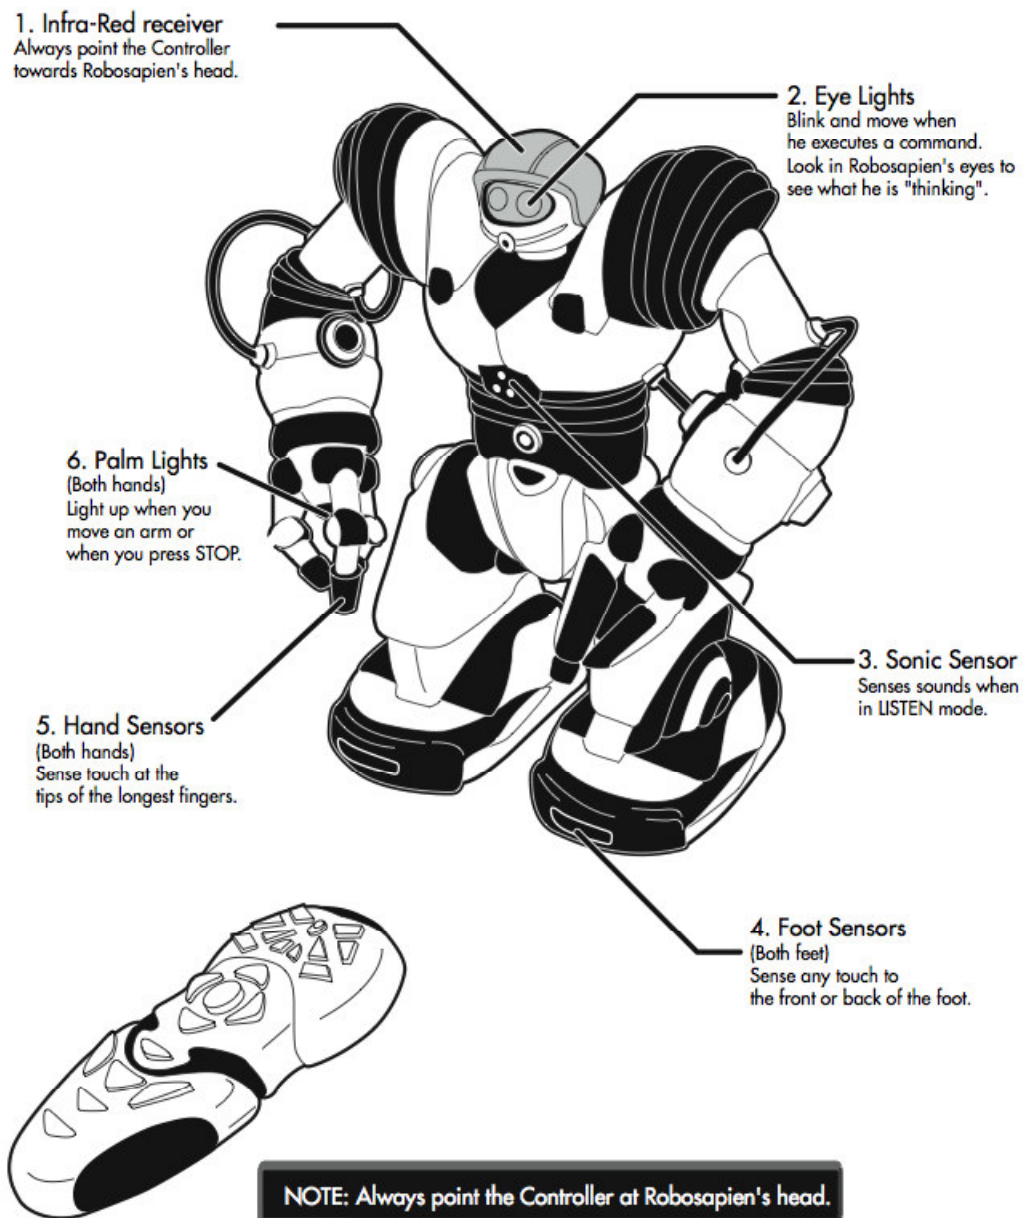 1. Infra-Red receiver
Always point the Controller
towards Robosapien's head.
2. Eye Lights
Blink and move when
he executes a command.
Look in Robosapien's eyes to
see what he is "thinking".
6. Palm Lights
(Both hands)
Light up when you
move an arm or
when you press STOP.
3. Sonic Sensor
Senses sounds when
in LISTEN mode.
5. Hand Sensors
(Both hands)
Sense touch at the
tips of the longest fingers.
4. Foot Sensors
(Both feet)
Sense any touch to
the front or back of the foot.
NOTE: Always point the Controller at Robosapien's head.